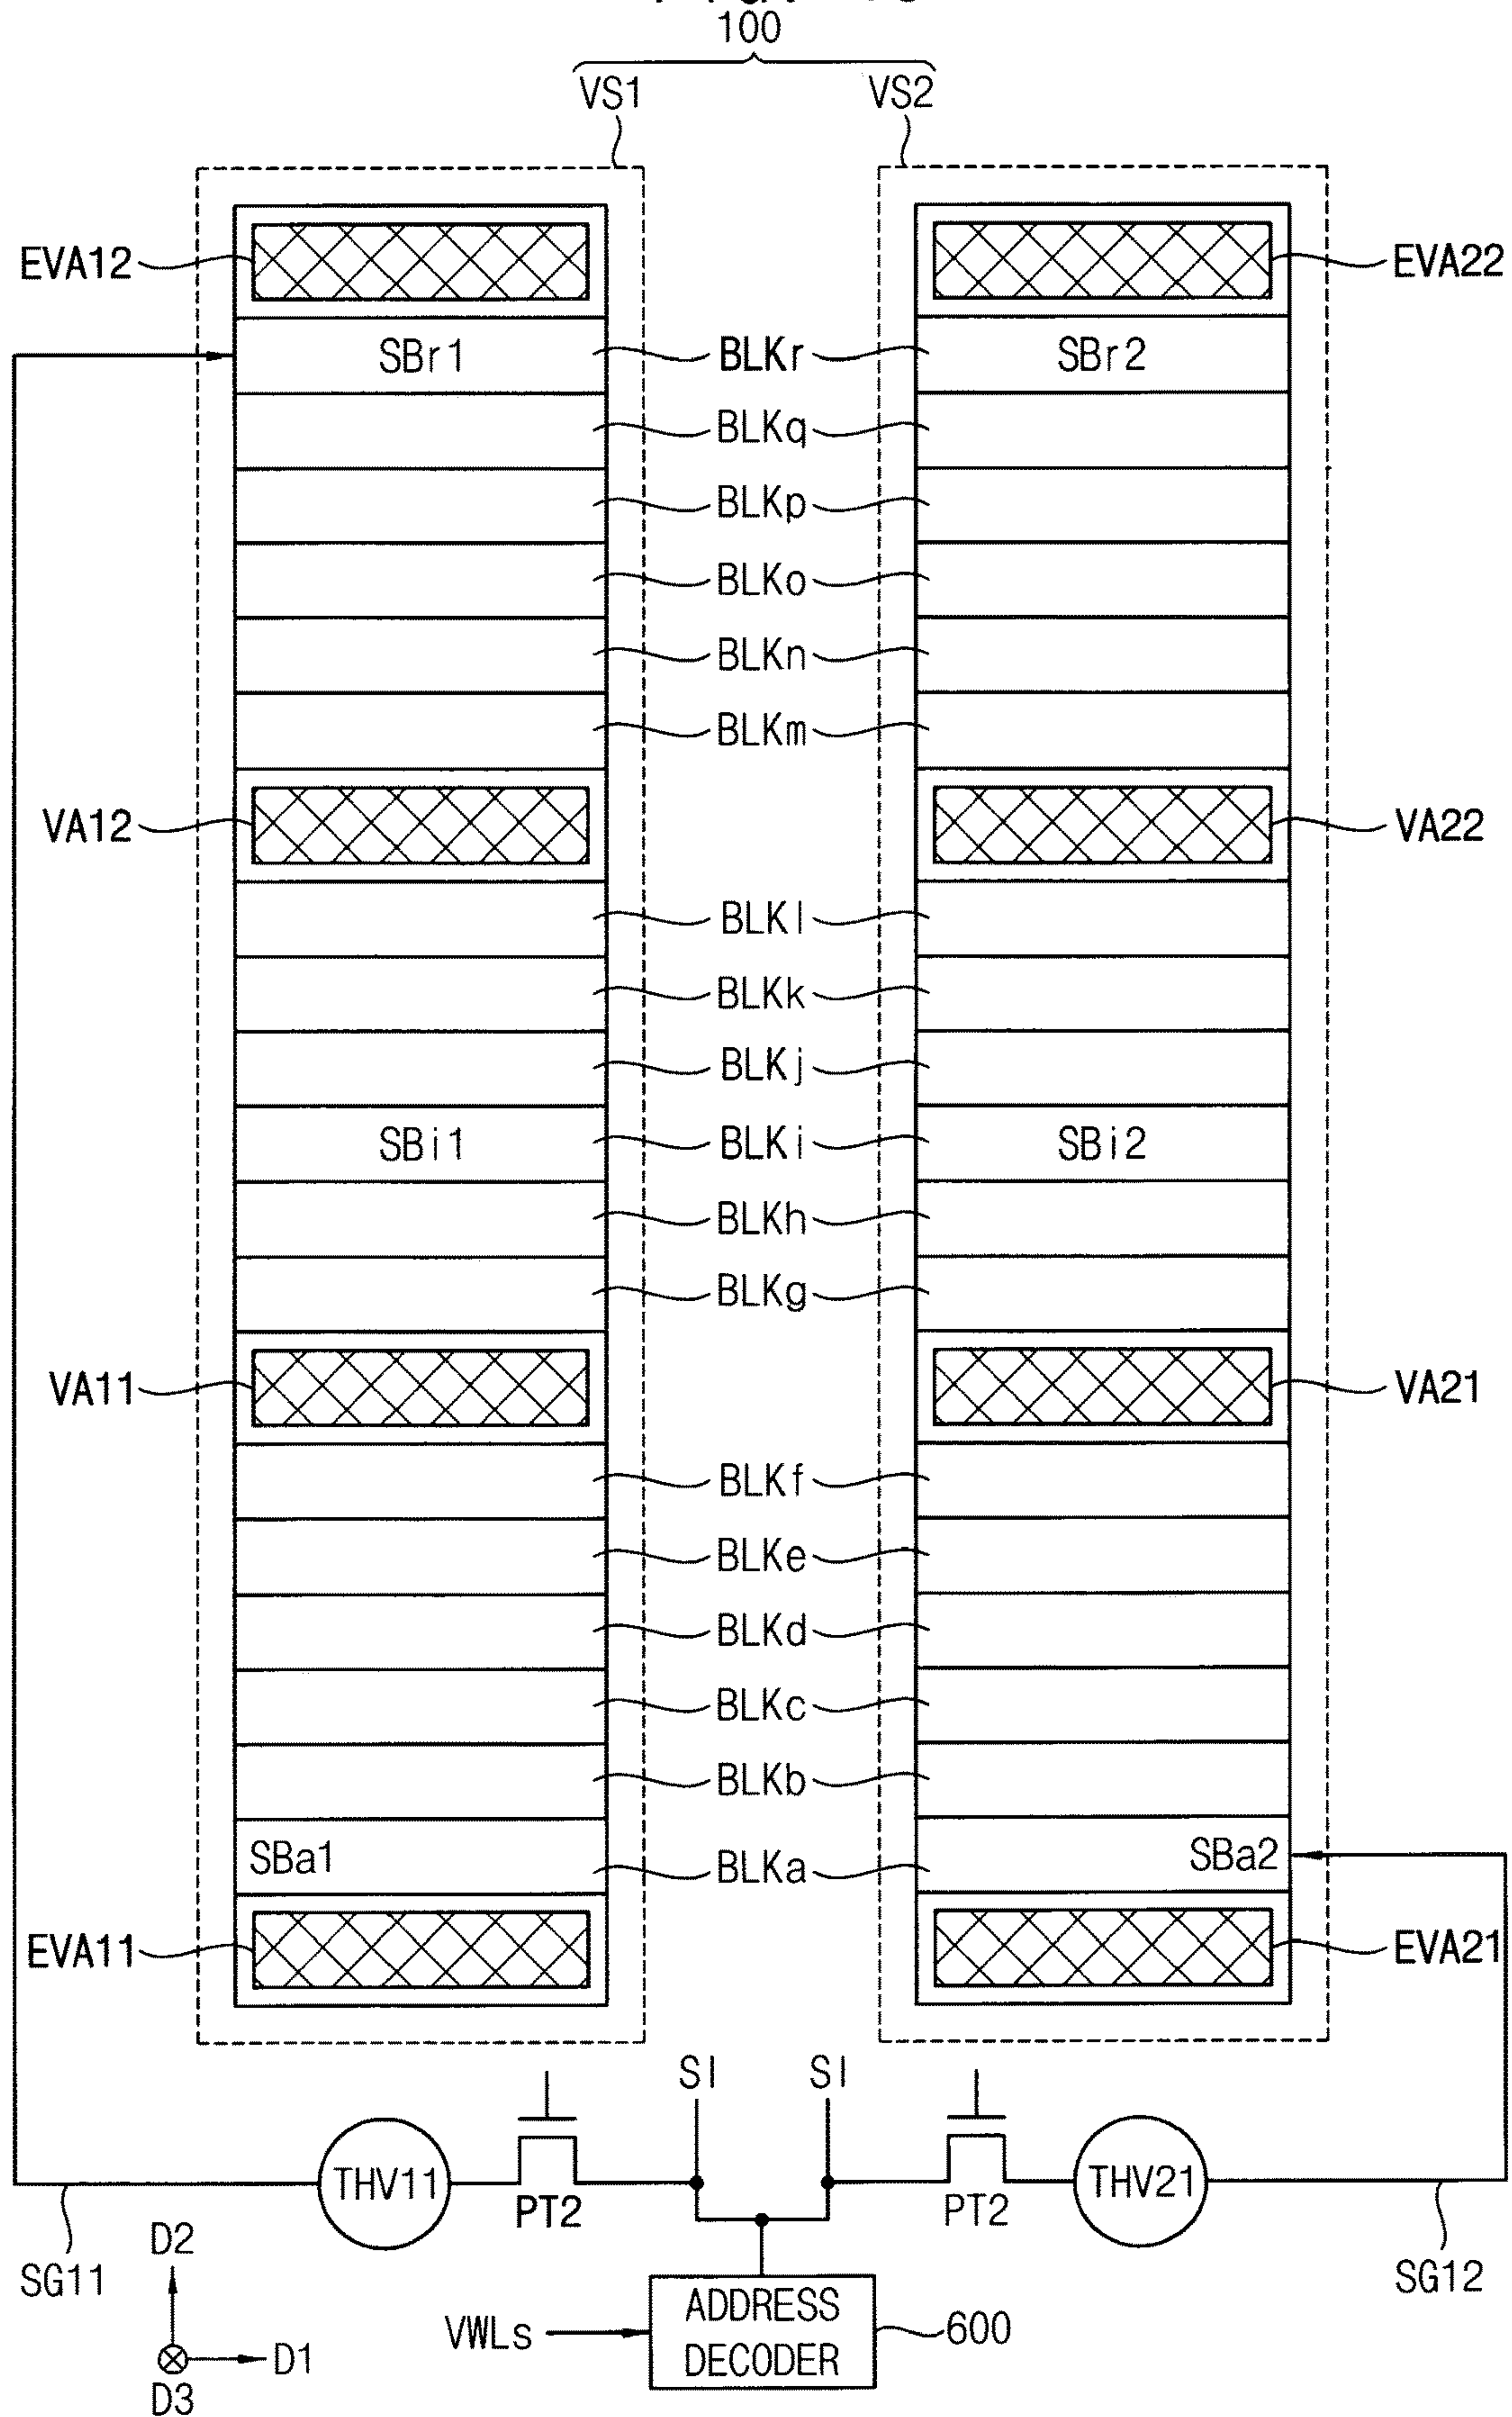 100
VS1 VS2
EVA12 EVA22
SBr1 BLKr SBr2
BLKq
BLKp
BLKo
BLKn
BLKm
VA12 VA22
BLKl
BLKk
BLKj
SBi1 BLKi SBi2
BLKh
BLKg
VA11 VA21
BLKf
BLKe
BLKd
BLKc
BLKb
SBa1 BLKa SBa2
EVA11 EVA21
SI SI
THV11 PT2 PT2 THV21
SG11 SG12
D2
D1
D3
VWLs
ADDRESS
DECODER
600